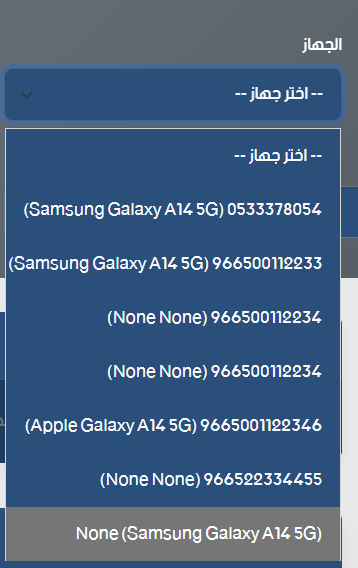 الجهاز
-- اختر جهاز --
-- اختر جهاز --
0533378054 (Samsung Galaxy A14 5G)
966500112233 (Samsung Galaxy A14 5G)
966500112234 (None None)
966500112234 (None None)
9665001122346 (Apple Galaxy A14 5G)
966522334455 (None None)
None (Samsung Galaxy A14 5G)